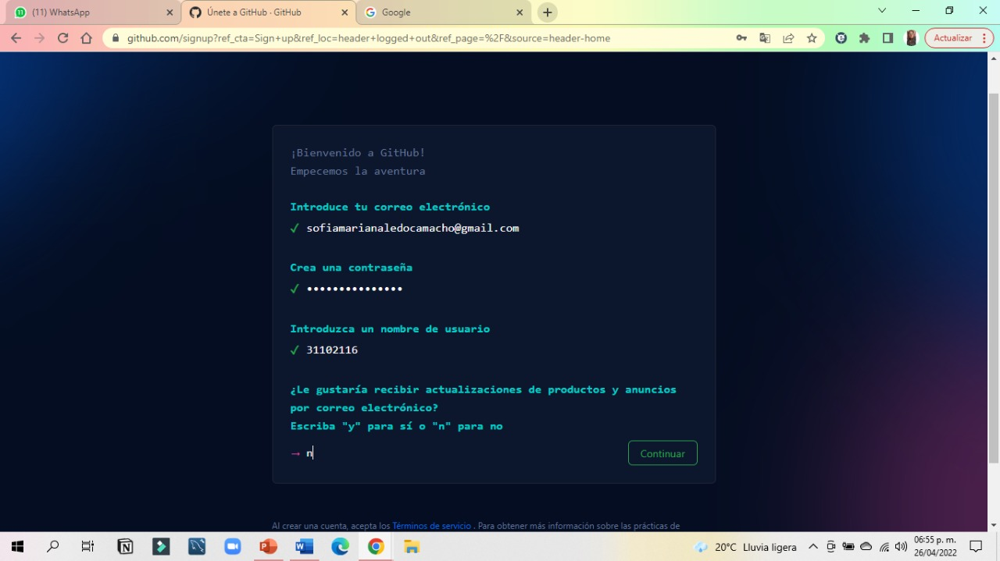 (11) WhatsApp
Únete a GitHub · GitHub
Google
github.com/signup?ref_cta=Sign+up&ref_loc=header+logged+out&ref_page=%2F&source=header-home
Actualizar
¡Bienvenido a GitHub!
Empecemos la aventura
Introduce tu correo electrónico
✓ sofiamarianaledocamacho@gmail.com
Crea una contraseña
✓ •••••••••••••••
Introduzca un nombre de usuario
✓ 31102116
¿Le gustaría recibir actualizaciones de productos y anuncios
por correo electrónico?
Escriba "y" para sí o "n" para no
→ n
Continuar
Al crear una cuenta, acepta los Términos de servicio . Para obtener más información sobre las prácticas de
20°C Lluvia ligera
06:55 p. m.
26/04/2022